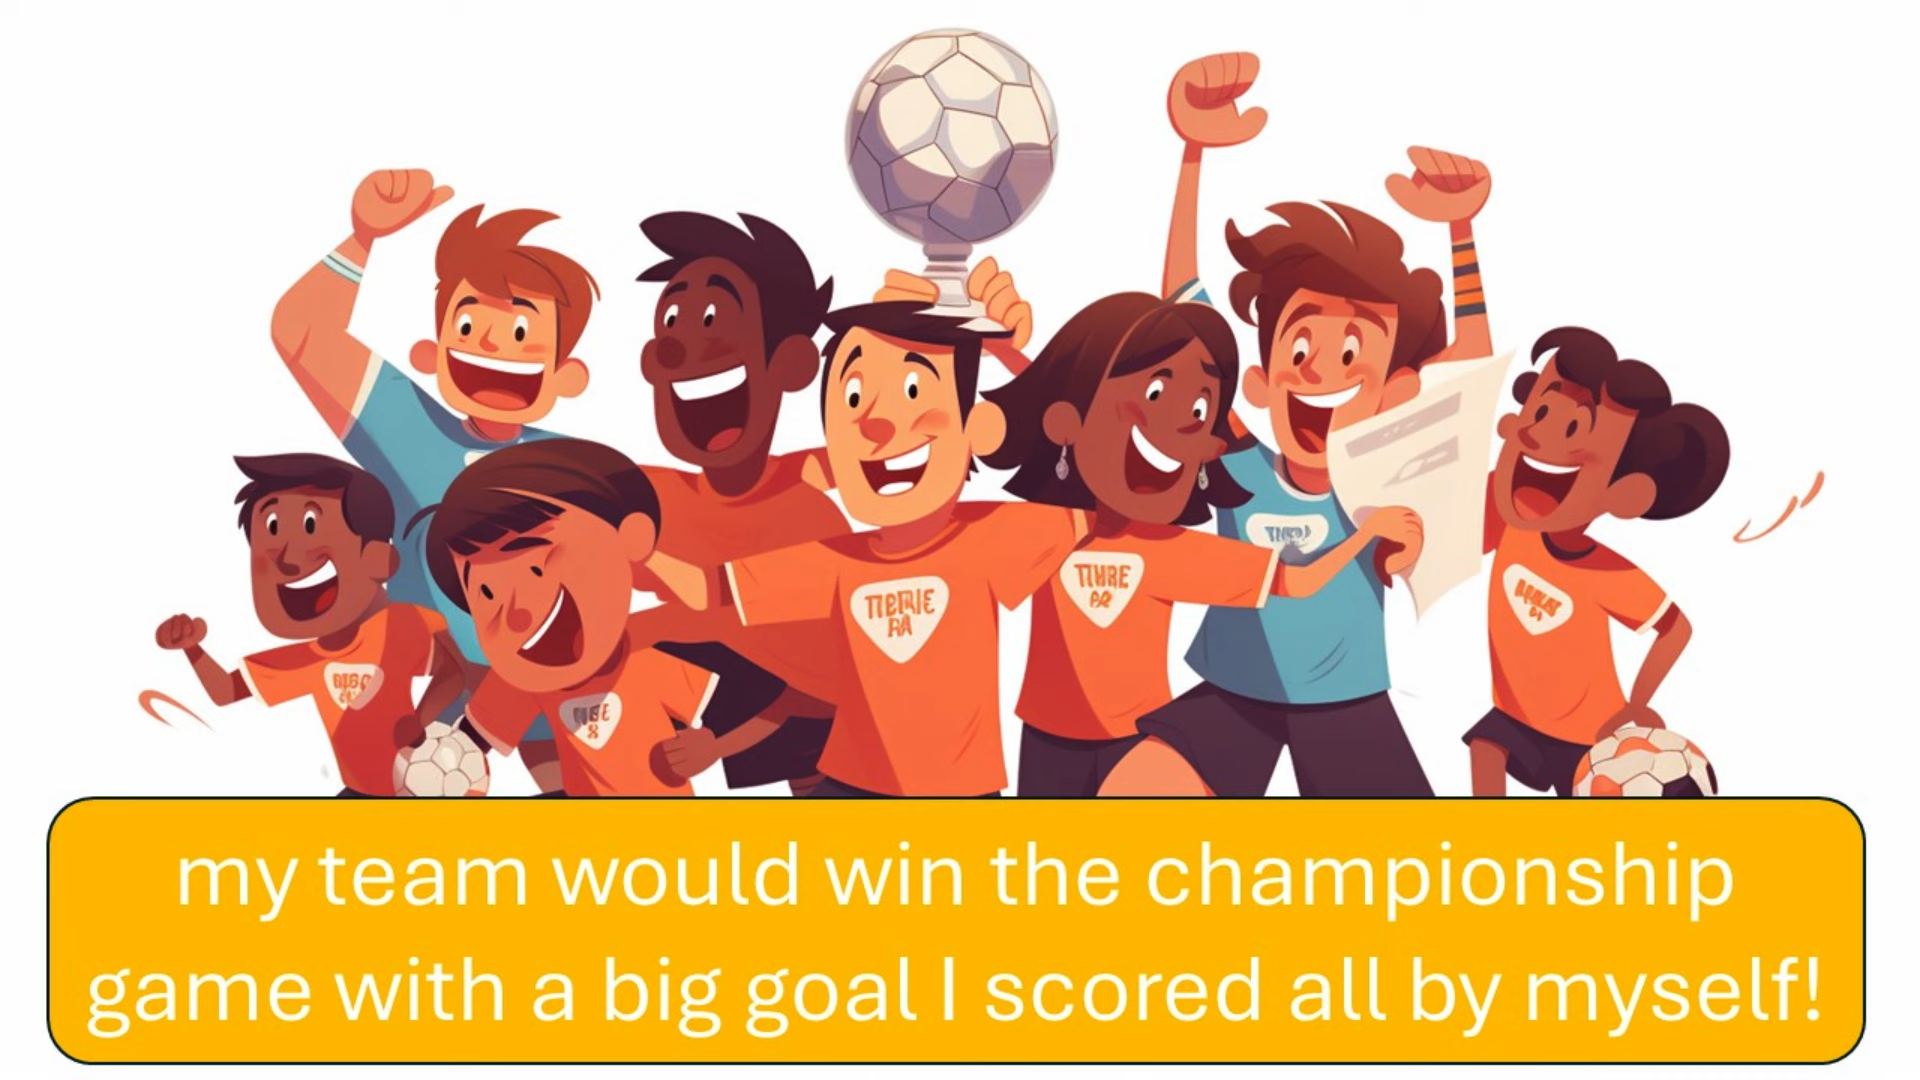 my team would win the championship
game with a big goal I scored all by myself!